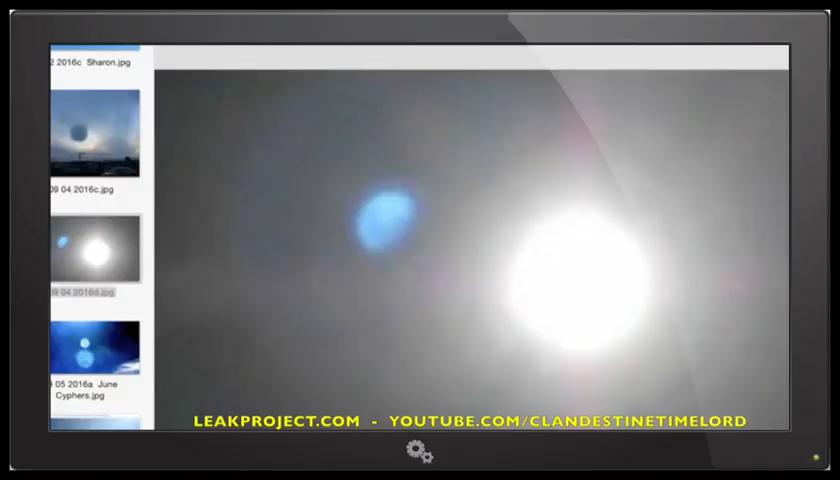 2 2016c Sharon.jpg
09 04 2016c.jpg
09 04 2016d.jpg
05 2016a June
Cyphers.jpg
LEAKPROJECT.COM - YOUTUBE.COM/CLANDESTINETIMELORD